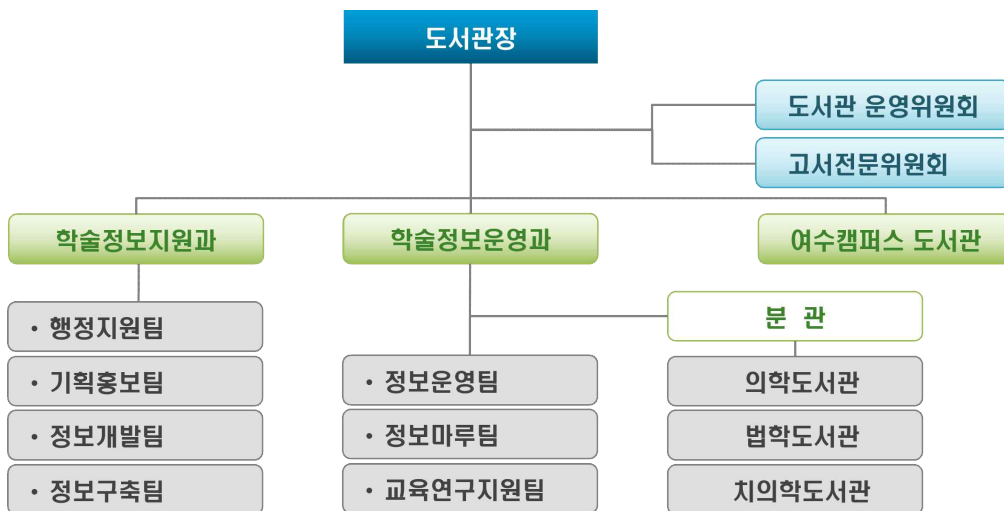 도서관장
도서관 운영위원회
고서전문위원회
학술정보지원과
학술정보운영과
여수캠퍼스 도서관
• 행정지원팀
• 기획홍보팀
• 정보개발팀
• 정보구축팀
• 정보운영팀
• 정보마루팀
• 교육연구지원팀
분 관
의학도서관
법학도서관
치의학도서관